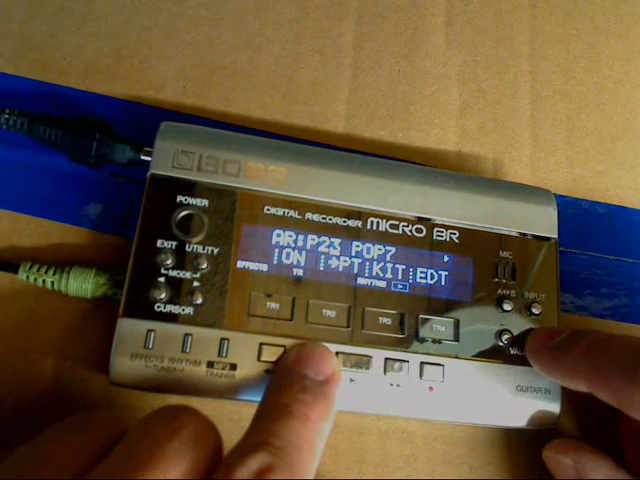 BOSS
DIGITAL RECORDER MICRO BR
POWER
EXIT UTILITY
MODE
CURSOR
AR:P23 POP7
ON →PT KIT EDT
EFFECTS TR RHYTHM
MIC
A↔B INPUT
TR1 TR2 TR3 TR4
EFFECTS RHYTHM MP3
TUNER TRAINER
GUITAR IN